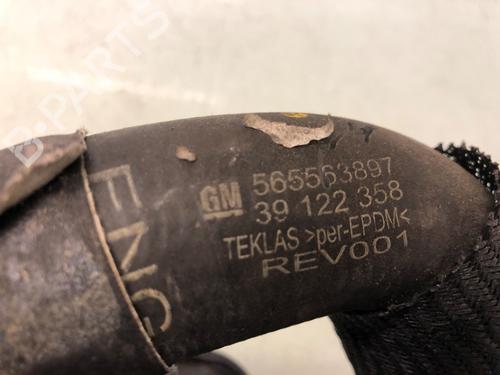 B-PARTS
GM 565563897
39 122 358
TEKLAS >per-EPDM<
REV001
ENG